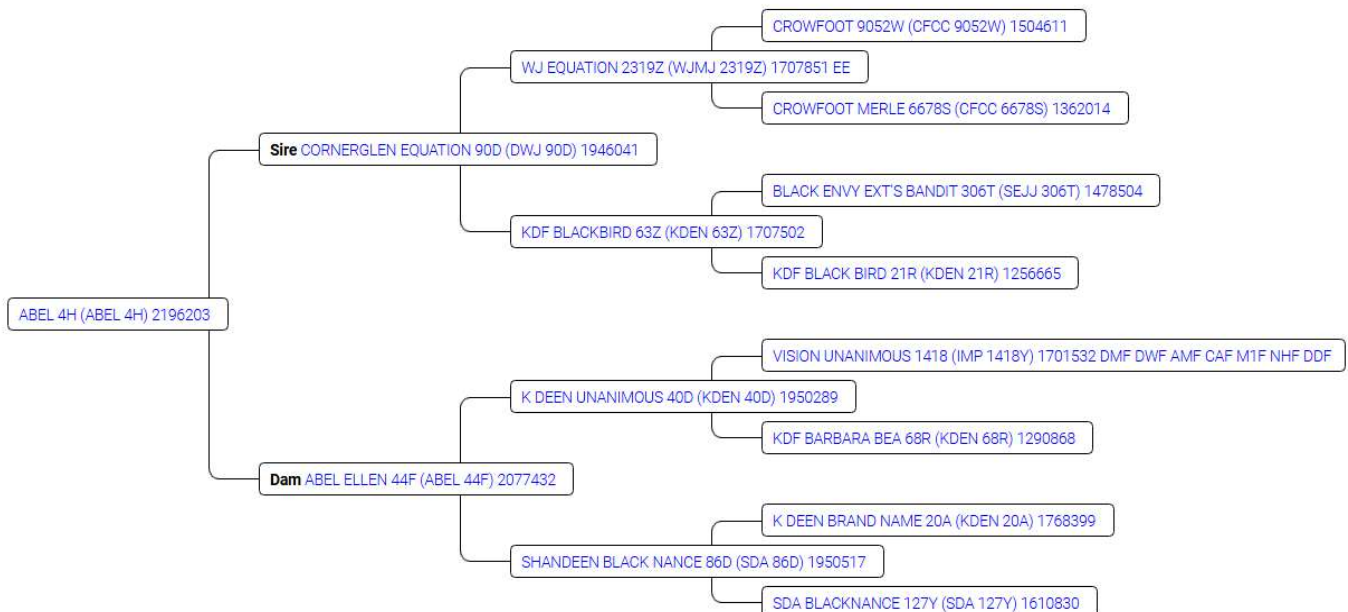 CROWFOOT 9052W (CFCC 9052W) 1504611
WJ EQUATION 2319Z (WJMJ 2319Z) 1707851 EE
CROWFOOT MERLE 6678S (CFCC 6678S) 1362014
Sire CORNERGLEN EQUATION 90D (DWJ 90D) 1946041
BLACK ENVY EXT'S BANDIT 306T (SEJJ 306T) 1478504
KDF BLACKBIRD 63Z (KDEN 63Z) 1707502
KDF BLACK BIRD 21R (KDEN 21R) 1256665
ABEL 4H (ABEL 4H) 2196203
VISION UNANIMOUS 1418 (IMP 1418Y) 1701532 DMF DWF AMF CAF M1F NHF DDF
K DEEN UNANIMOUS 40D (KDEN 40D) 1950289
KDF BARBARA BEA 68R (KDEN 68R) 1290868
Dam ABEL ELLEN 44F (ABEL 44F) 2077432
K DEEN BRAND NAME 20A (KDEN 20A) 1768399
SHANDEEN BLACK NANCE 86D (SDA 86D) 1950517
SDA BLACKNANCE 127Y (SDA 127Y) 1610830